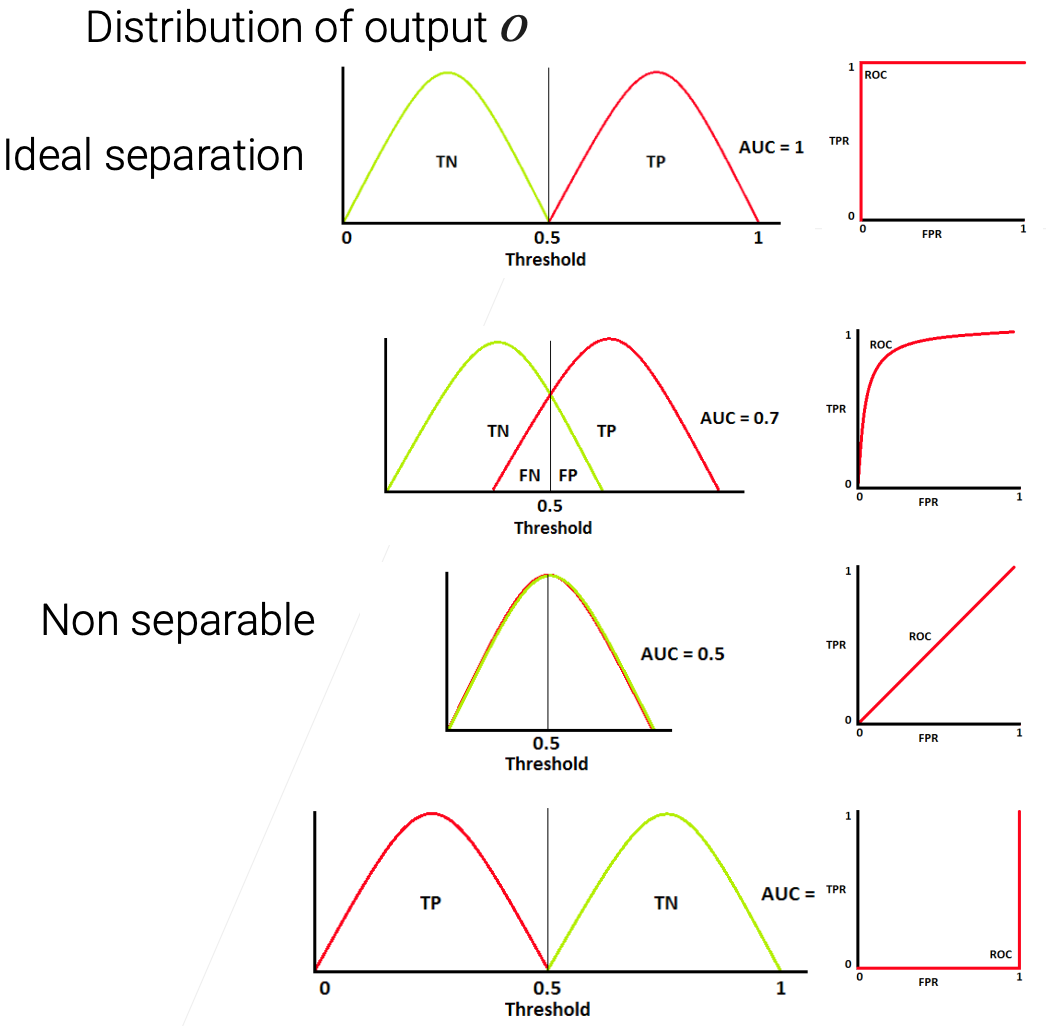 Distribution of output O
Ideal separation
TN
TP
AUC = 1
0
0.5
1
Threshold
1
ROC
TPR
0
0
FPR
1
TN
TP
FN
FP
AUC = 0.7
0.5
Threshold
1
ROC
TPR
0
0
FPR
1
Non separable
AUC = 0.5
0.5
Threshold
1
ROC
TPR
0
0
FPR
1
TP
TN
AUC =
0
0.5
1
Threshold
1
TPR
ROC
0
0
FPR
1